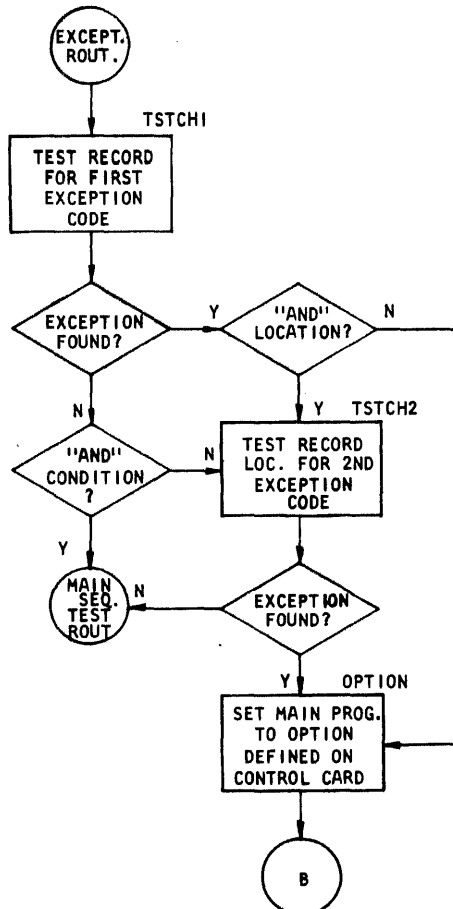 EXCEPT.
ROUT.
TSTCH1
TEST RECORD
FOR FIRST
EXCEPTION
CODE
EXCEPTION
FOUND?
Y
"AND"
LOCATION?
N
N
Y
TSTCH2
"AND"
CONDITION
?
N
TEST RECORD
LOC. FOR 2ND
EXCEPTION
CODE
Y
MAIN
SEQ.
TEST
ROUT
N
EXCEPTION
FOUND?
Y
OPTION
SET MAIN PROG.
TO OPTION
DEFINED ON
CONTROL CARD
B